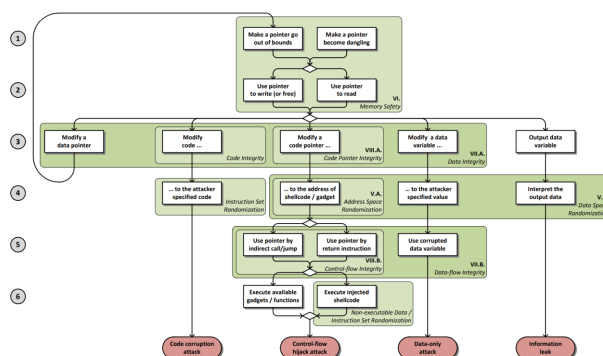 1
Make a pointer go
out of bounds
Make a pointer
become dangling
2
Use pointer
to write (or free)
Use pointer
to read
VI.
Memory Safety
3
Modify a
data pointer
Modify
code ...
Code Integrity
Modify a
code pointer ...
VIII.A.
Code Pointer Integrity
Modify a data
variable ...
VII.A.
Data Integrity
Output data
variable
4
... to the attacker
specified code
Instruction Set
Randomization
... to the address of
shellcode / gadget
V.A.
Address Space
Randomization
... to the attacker
specified value
Interpret the
output data
V.
Data Spac
Randomizatio
5
Use pointer by
indirect call/jump
Use pointer by
return instruction
VIII.B.
Control-flow Integrity
Use corrupted
data variable
VII.B.
Data-flow Integrity
6
Execute available
gadgets / functions
Execute injected
shellcode
Non-executable Data /
Instruction Set Randomization
Code corruption
attack
Control-flow
hijack attack
Data-only
attack
Information
leak